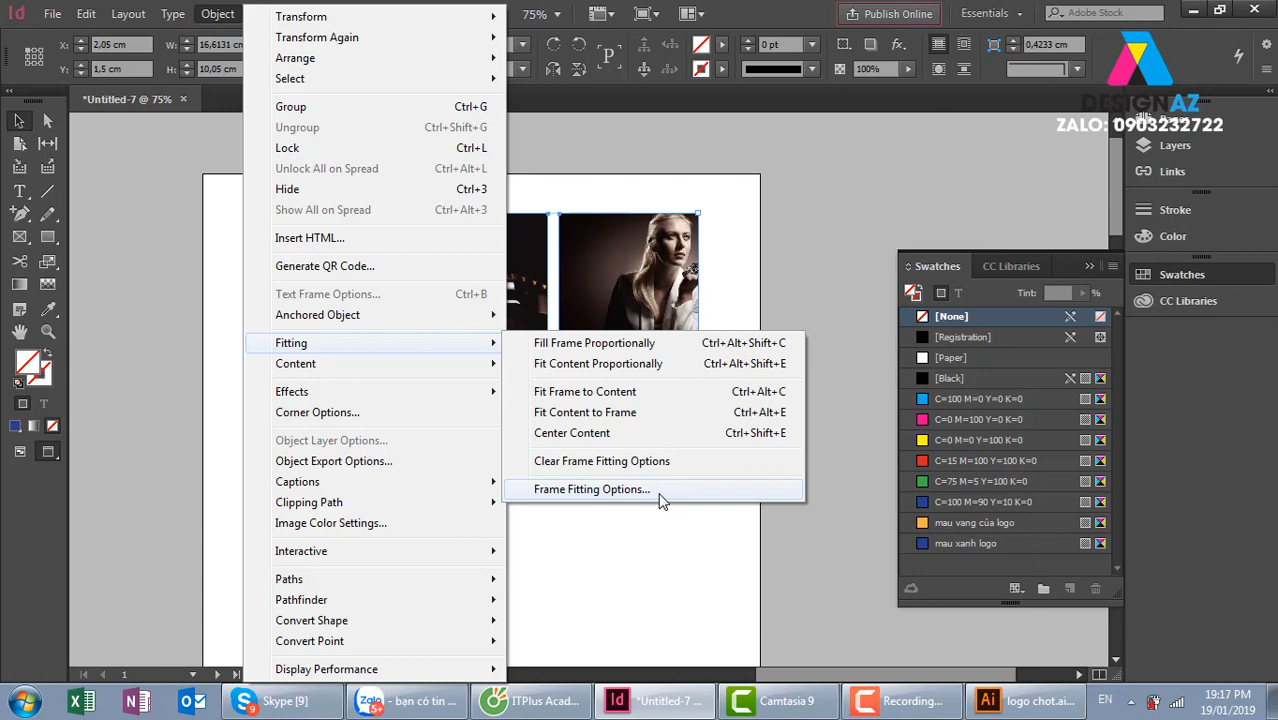 Id File Edit Layout Type Object 75% Publish Online Essentials Adobe Stock
X: 2,05 cm W: 16,6131 cm 0 pt 0,4233 cm
Y: 1,5 cm H: 10,05 cm 100%
DESIGNAZ
ZALO: 0903232722
*Untitled-7 @ 75%
Transform
Transform Again
Arrange
Select
Group Ctrl+G
Ungroup Ctrl+Shift+G
Lock Ctrl+L
Unlock All on Spread Ctrl+Alt+L
Hide Ctrl+3
Show All on Spread Ctrl+Alt+3
Insert HTML...
Generate QR Code...
Text Frame Options... Ctrl+B
Anchored Object
Fitting
Content
Effects
Corner Options...
Object Layer Options...
Object Export Options...
Captions
Clipping Path
Image Color Settings...
Interactive
Paths
Pathfinder
Convert Shape
Convert Point
Display Performance
Fill Frame Proportionally Ctrl+Alt+Shift+C
Fit Content Proportionally Ctrl+Alt+Shift+E
Fit Frame to Content Ctrl+Alt+C
Fit Content to Frame Ctrl+Alt+E
Center Content Ctrl+Shift+E
Clear Frame Fitting Options
Frame Fitting Options...
Layers
Links
Stroke
Color
Swatches
CC Libraries
Swatches CC Libraries
Tint: %
[None]
[Registration]
[Paper]
[Black]
C=100 M=0 Y=0 K=0
C=0 M=100 Y=0 K=0
C=0 M=0 Y=100 K=0
C=15 M=100 Y=100 K=0
C=75 M=5 Y=100 K=0
C=100 M=90 Y=10 K=0
mau vang của logo
mau xanh logo
1
Skype [9] Zalo 5+ - bạn có tin ... ITPlus Acad... Id *Untitled-7 ... Camtasia 9 Recording... Ai logo chot.ai... EN 19:17 PM
19/01/2019